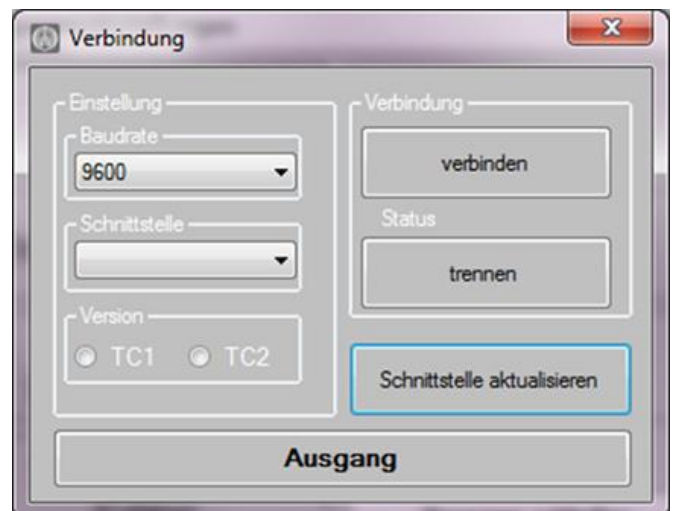 Verbindung
Einstellung
Baudrate
9600
Schnittstelle
Version
TC1 TC2
Verbindung
verbinden
Status
trennen
Schnittstelle aktualisieren
Ausgang